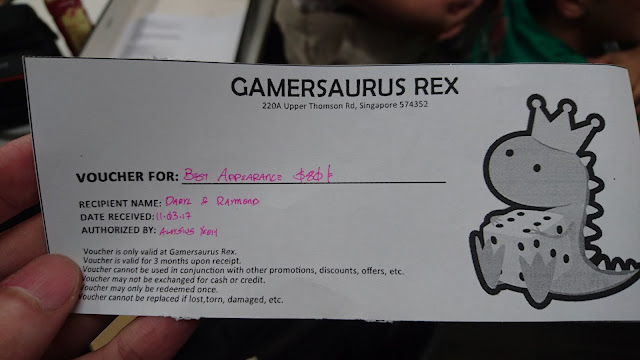 GAMERSAURUS REX
220A Upper Thomson Rd, Singapore 574352
VOUCHER FOR: BEST APPEARANCE
RECIPIENT NAME: DARYL & RAYMOND
DATE RECEIVED: 11.03.17
AUTHORIZED BY: ALOYSIUS
Voucher is only valid at Gamersaurus Rex.
Voucher is valid for 3 months upon receipt.
Voucher cannot be used in conjunction with other promotions, discounts, offers, etc.
Voucher may not be exchanged for cash or credit.
Voucher may only be redeemed once.
Voucher cannot be replaced if lost,torn, damaged, etc.